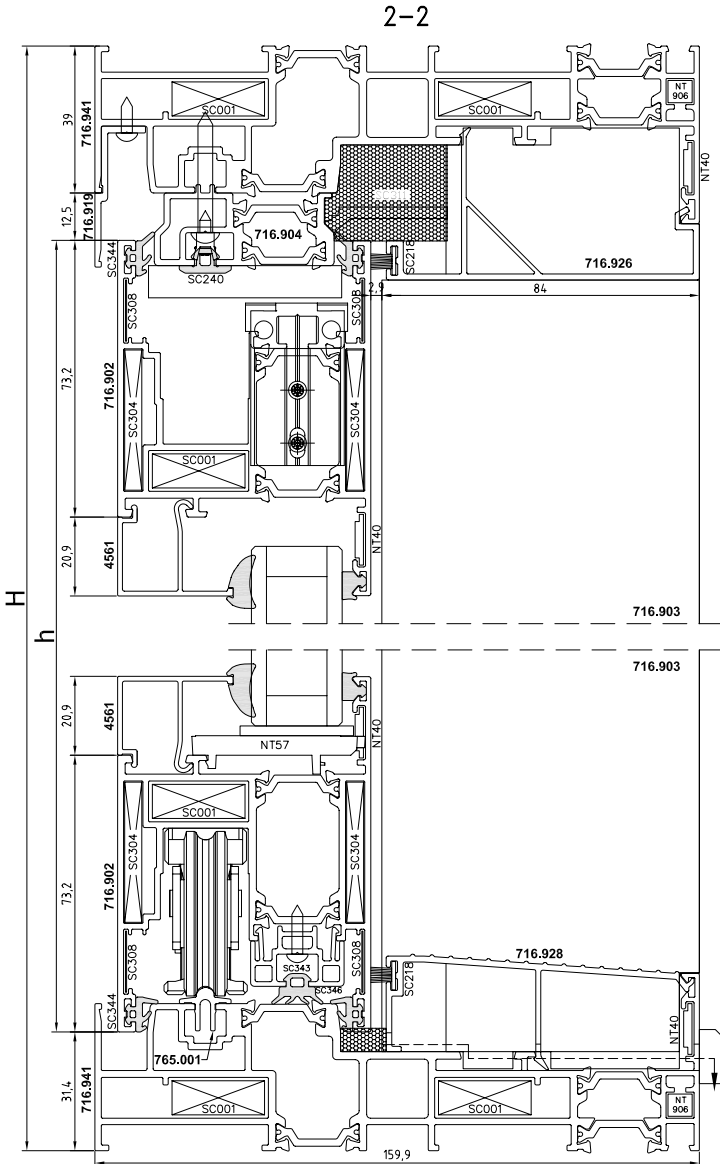 2-2
39
716.941
SC001
SC001
NT
906
NT40
12,5
716.919
716.904
716.926
SC344
SC240
SC218
SC308
SC308
2,9
84
73,2
716.902
SC304
SC304
SC001
20,9
4561
NT40
H
h
716.903
716.903
20,9
4561
NT57
NT40
SC001
SC304
SC304
73,2
716.902
716.928
SC308
SC343
SC346
SC308
SC218
SC344
NT40
765.001
31,4
716.941
SC001
SC001
NT
906
159,9